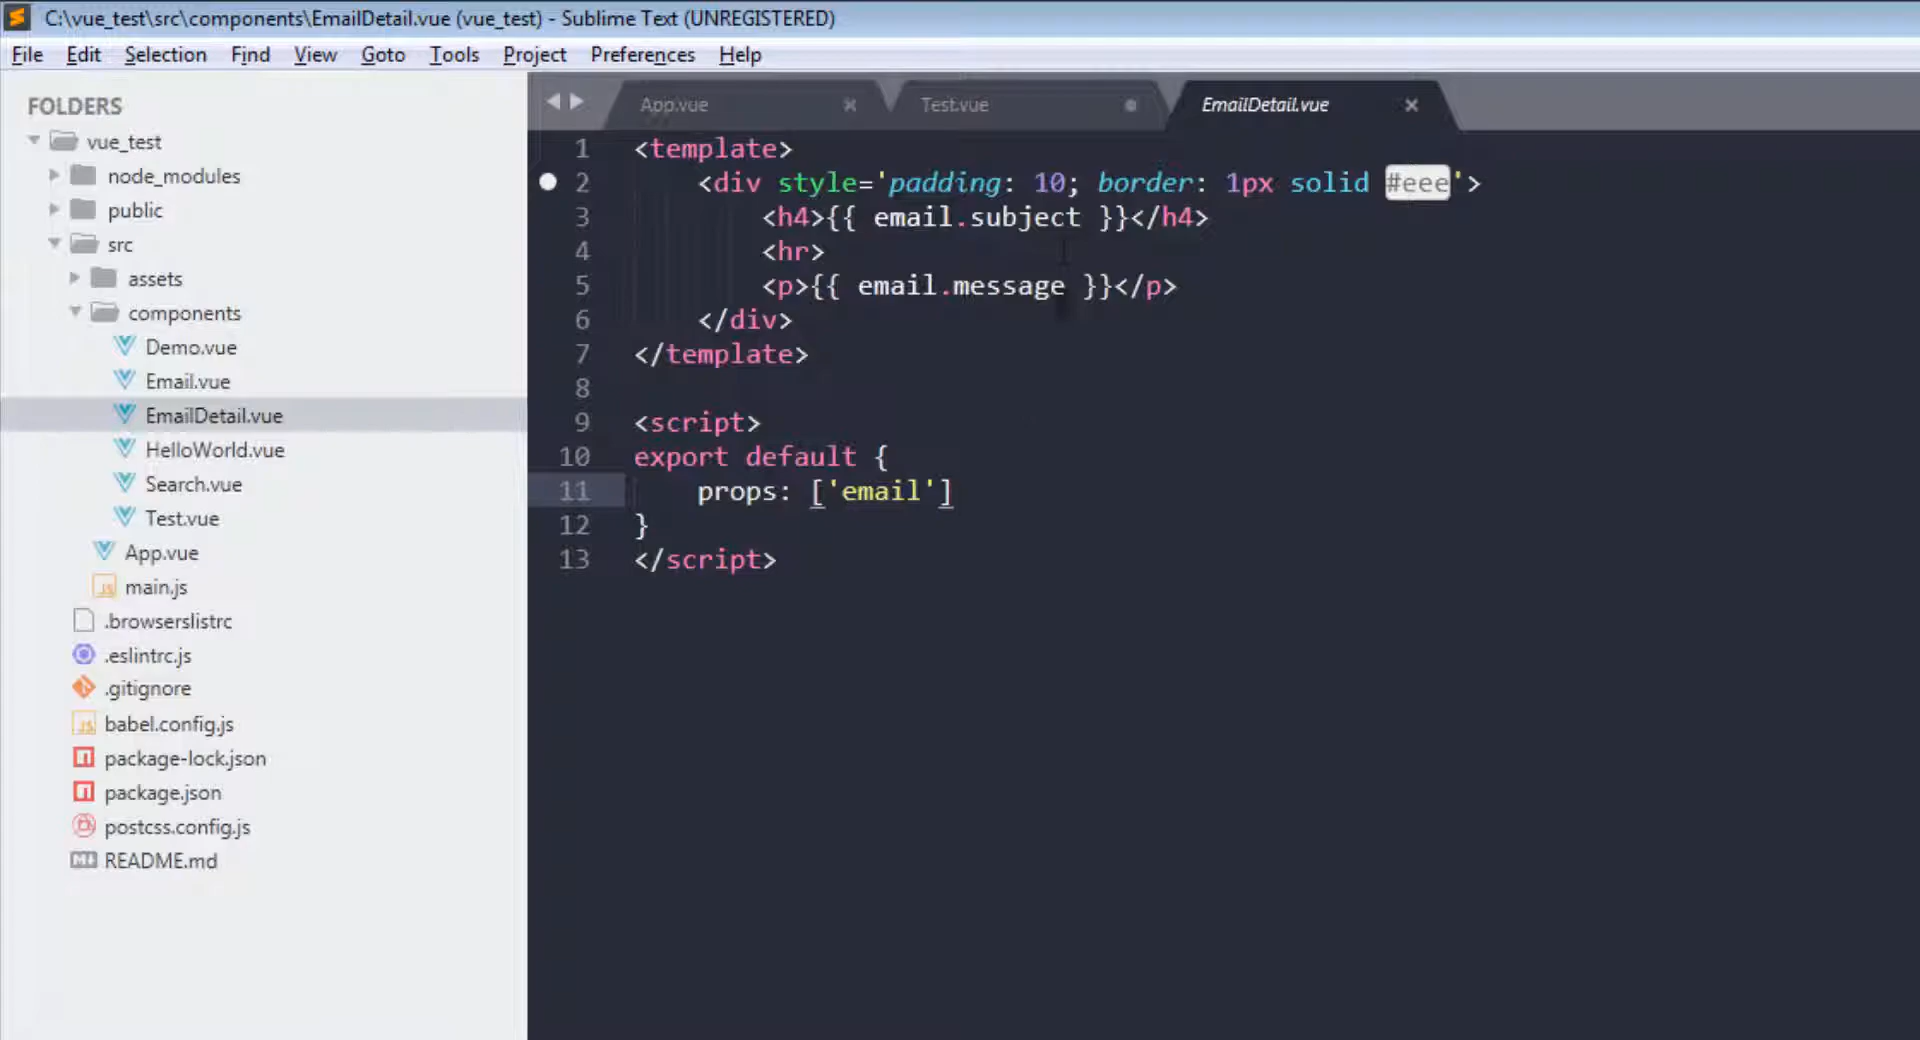 C:\vue_test\src\components\EmailDetail.vue (vue_test) - Sublime Text (UNREGISTERED)
File Edit Selection Find View Goto Tools Project Preferences Help
FOLDERS
vue_test
node_modules
public
src
assets
components
Demo.vue
Email.vue
EmailDetail.vue
HelloWorld.vue
Search.vue
Test.vue
App.vue
main.js
.browserslistrc
.eslintrc.js
.gitignore
babel.config.js
package-lock.json
package.json
postcss.config.js
README.md
App.vue Test.vue EmailDetail.vue
1 <template>
2 <div style='padding: 10; border: 1px solid #eee'>
3 <h4>{{ email.subject }}</h4>
4 <hr>
5 <p>{{ email.message }}</p>
6 </div>
7 </template>
8
9 <script>
10 export default {
11 props: ['email']
12 }
13 </script>